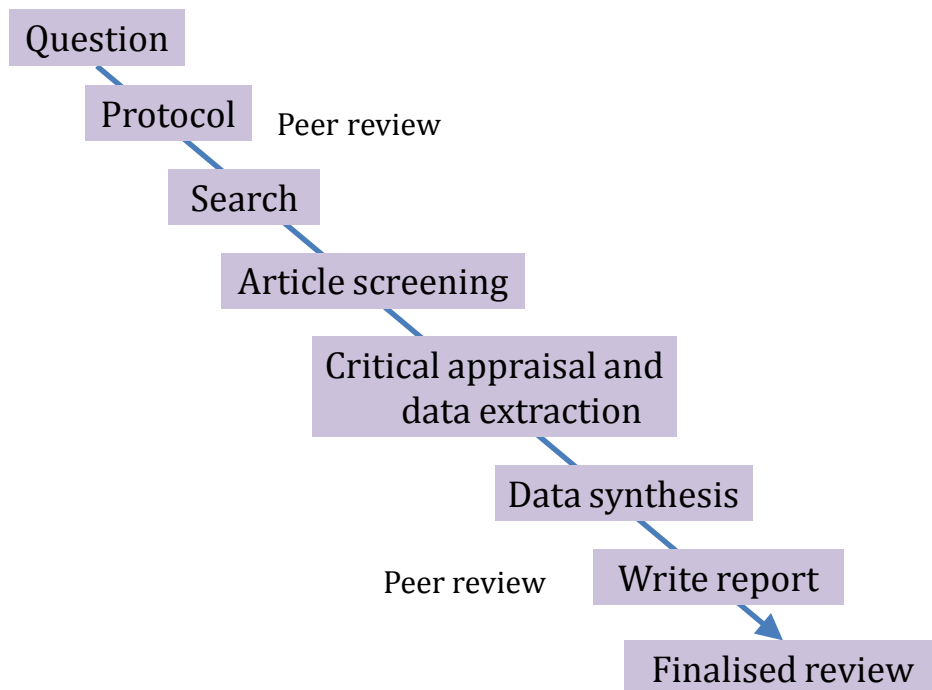 Question
Protocol
Peer review
Search
Article screening
Critical appraisal and
data extraction
Data synthesis
Peer review
Write report
Finalised review